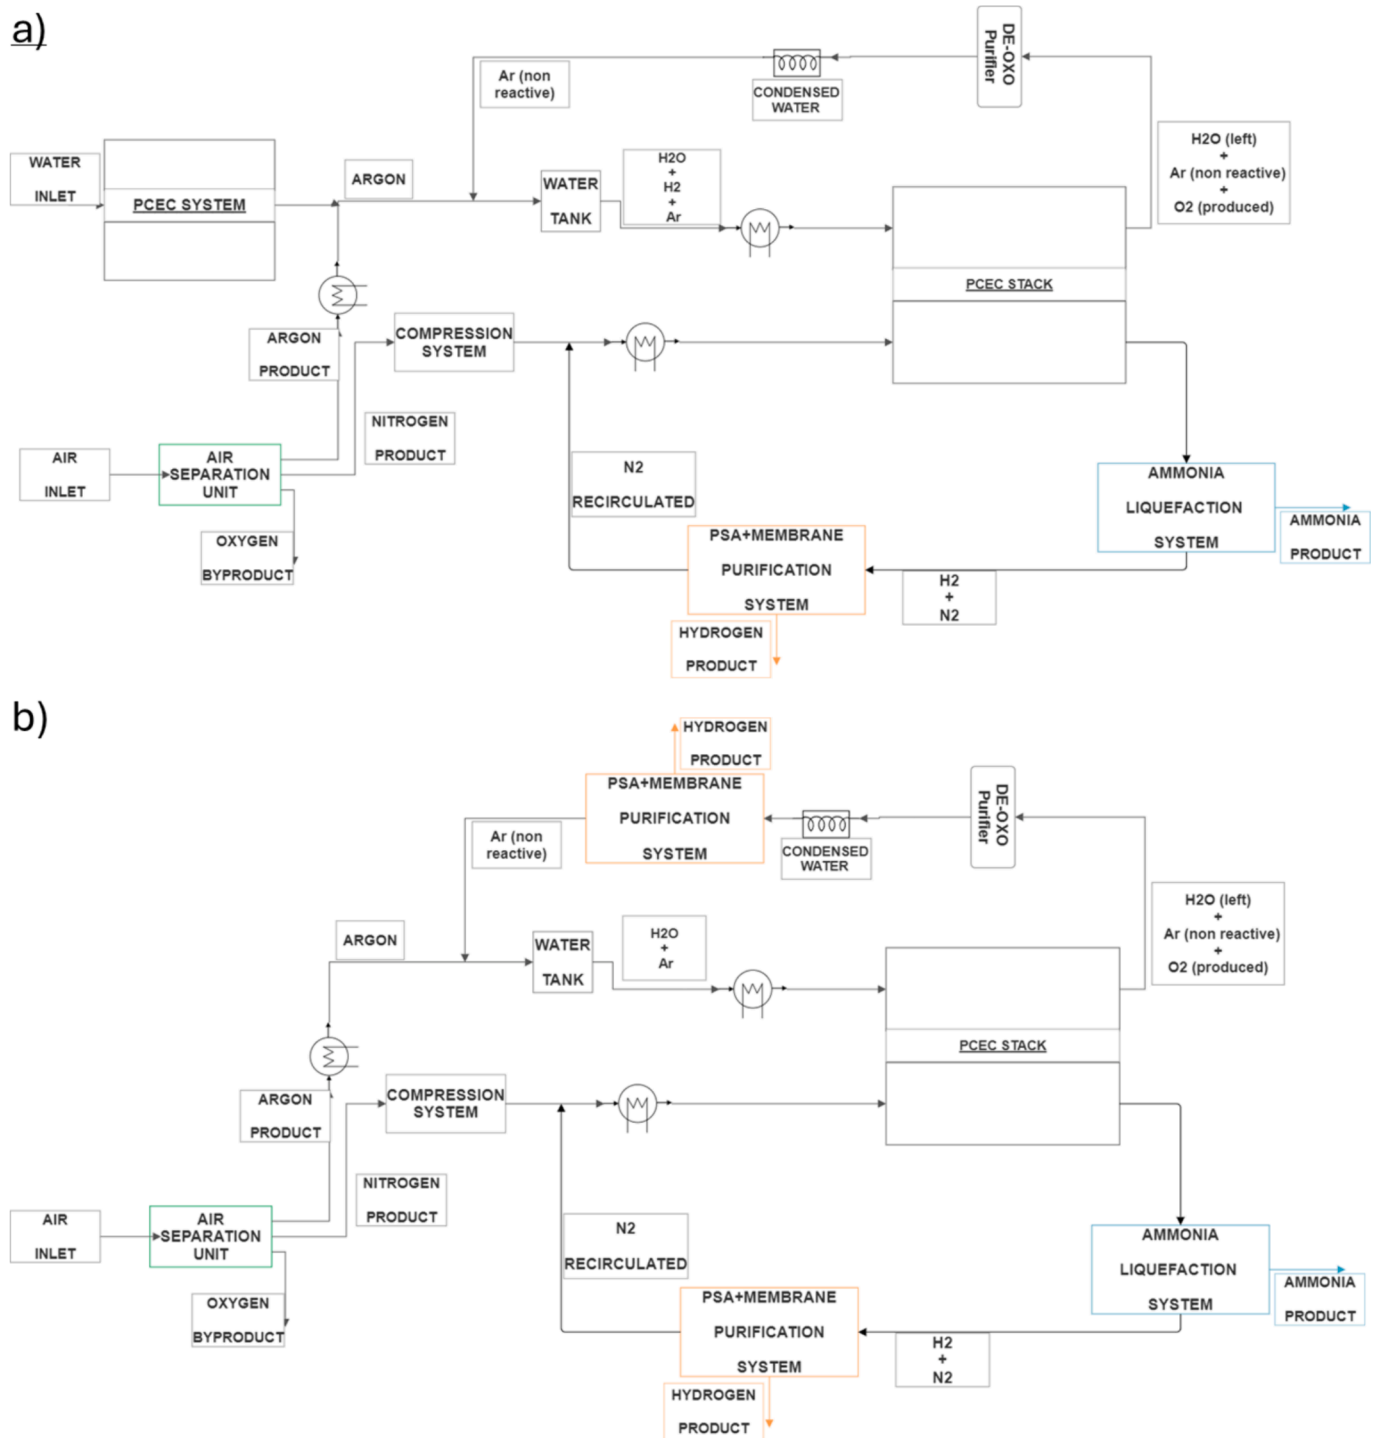 a)
DE-OXO
Purifier
Ar (non
reactive)
CONDENSED
WATER
H2O (left)
+
Ar (non reactive)
+
O2 (produced)
WATER
INLET
PCEC SYSTEM
ARGON
WATER
TANK
H2O
+
H2
+
Ar
PCEC STACK
ARGON
PRODUCT
COMPRESSION
SYSTEM
NITROGEN
PRODUCT
AIR
INLET
AIR
SEPARATION
UNIT
OXYGEN
BYPRODUCT
N2
RECIRCULATED
AMMONIA
LIQUEFACTION
SYSTEM
AMMONIA
PRODUCT
PSA+MEMBRANE
PURIFICATION
SYSTEM
H2
+
N2
HYDROGEN
PRODUCT
b)
HYDROGEN
PRODUCT
PSA+MEMBRANE
PURIFICATION
SYSTEM
DE-OXO
Purifier
Ar (non
reactive)
CONDENSED
WATER
H2O (left)
+
Ar (non reactive)
+
O2 (produced)
ARGON
WATER
TANK
H2O
+
Ar
PCEC STACK
ARGON
PRODUCT
COMPRESSION
SYSTEM
NITROGEN
PRODUCT
AIR
INLET
AIR
SEPARATION
UNIT
OXYGEN
BYPRODUCT
N2
RECIRCULATED
AMMONIA
LIQUEFACTION
SYSTEM
AMMONIA
PRODUCT
PSA+MEMBRANE
PURIFICATION
SYSTEM
H2
+
N2
HYDROGEN
PRODUCT